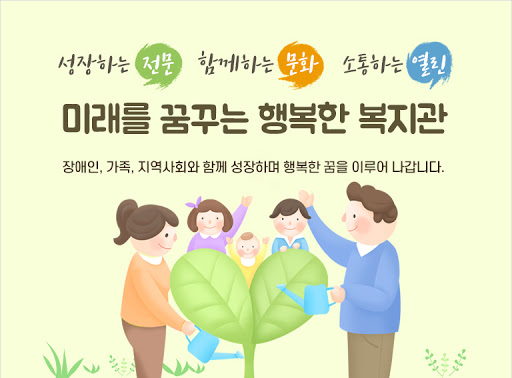 성장하는 전문 함께하는 문화 소통하는 열린
미래를 꿈꾸는 행복한 복지관
장애인, 가족, 지역사회와 함께 성장하며 행복한 꿈을 이루어 나갑니다.